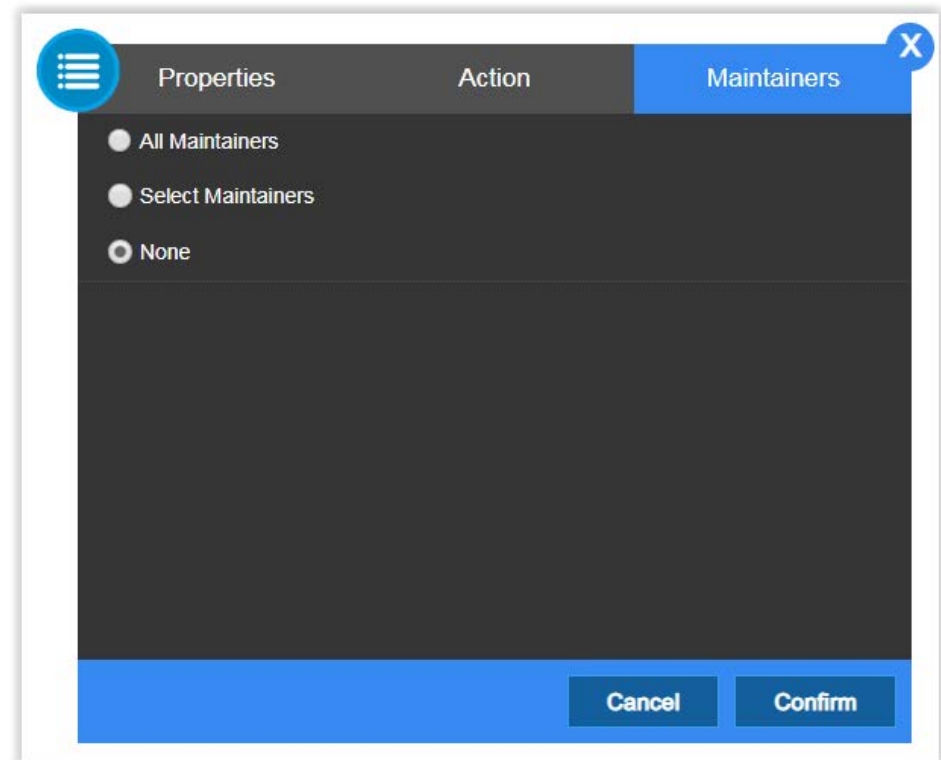 X
Properties Action Maintainers
All Maintainers
Select Maintainers
None
Cancel Confirm